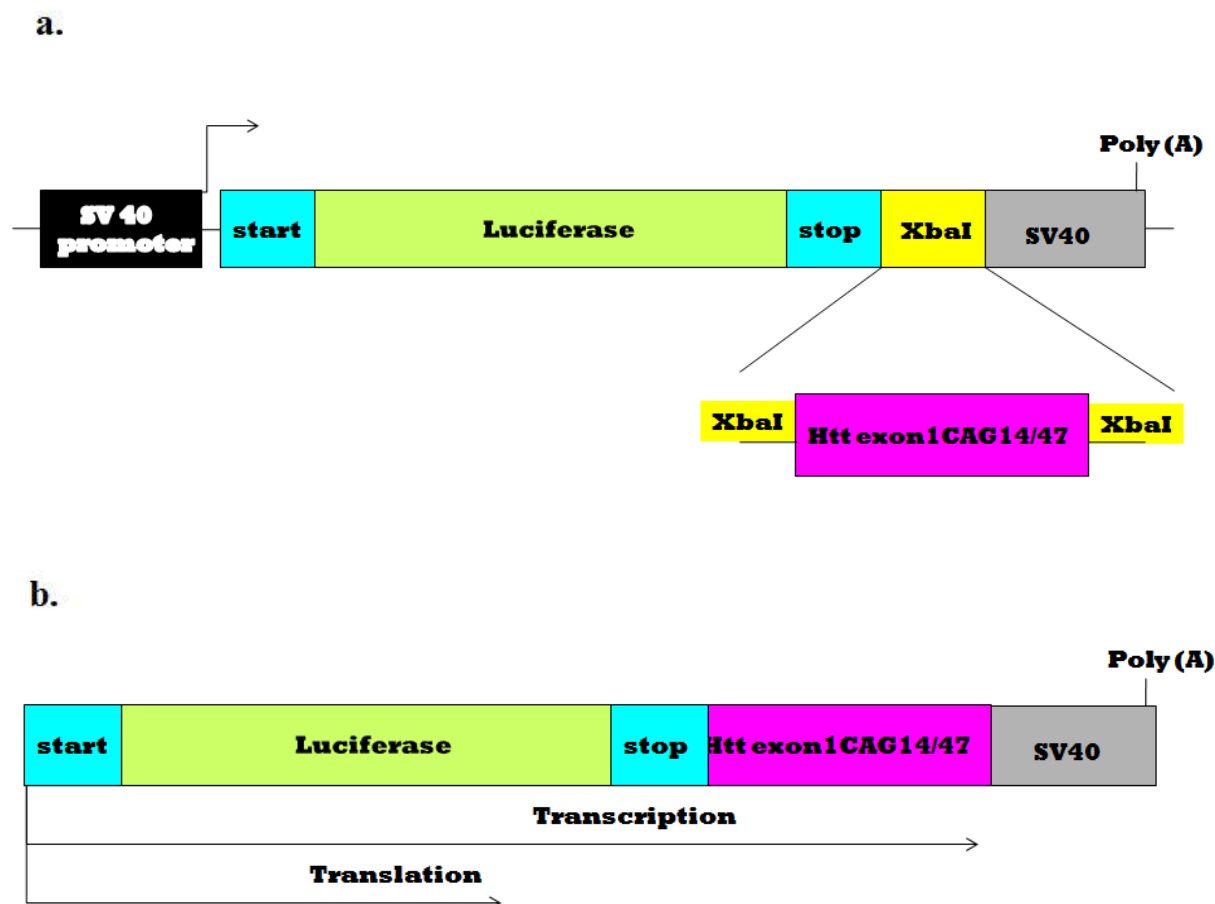 a.
Poly (A)
SV 40
promoter
start
Luciferase
stop
XbaI
SV40
XbaI
Htt exon1CAG14/47
XbaI
b.
Poly (A)
start
Luciferase
stop
Htt exon1CAG14/47
SV40
Transcription
Translation